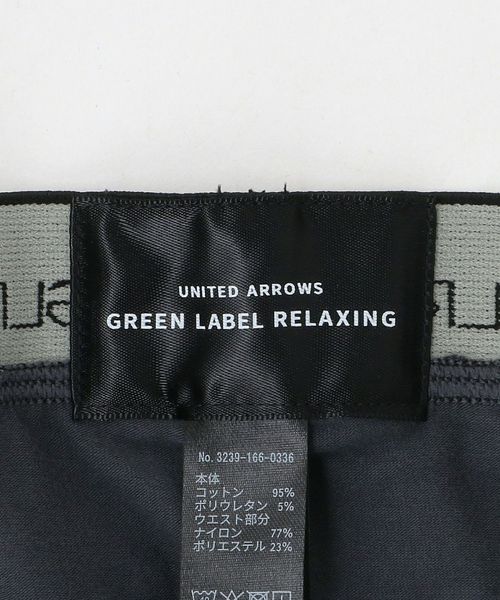 UNITED ARROWS
GREEN LABEL RELAXING
No. 3239-166-0336
本体
コットン 95%
ポリウレタン 5%
ウエスト部分
ナイロン 77%
ポリエステル 23%